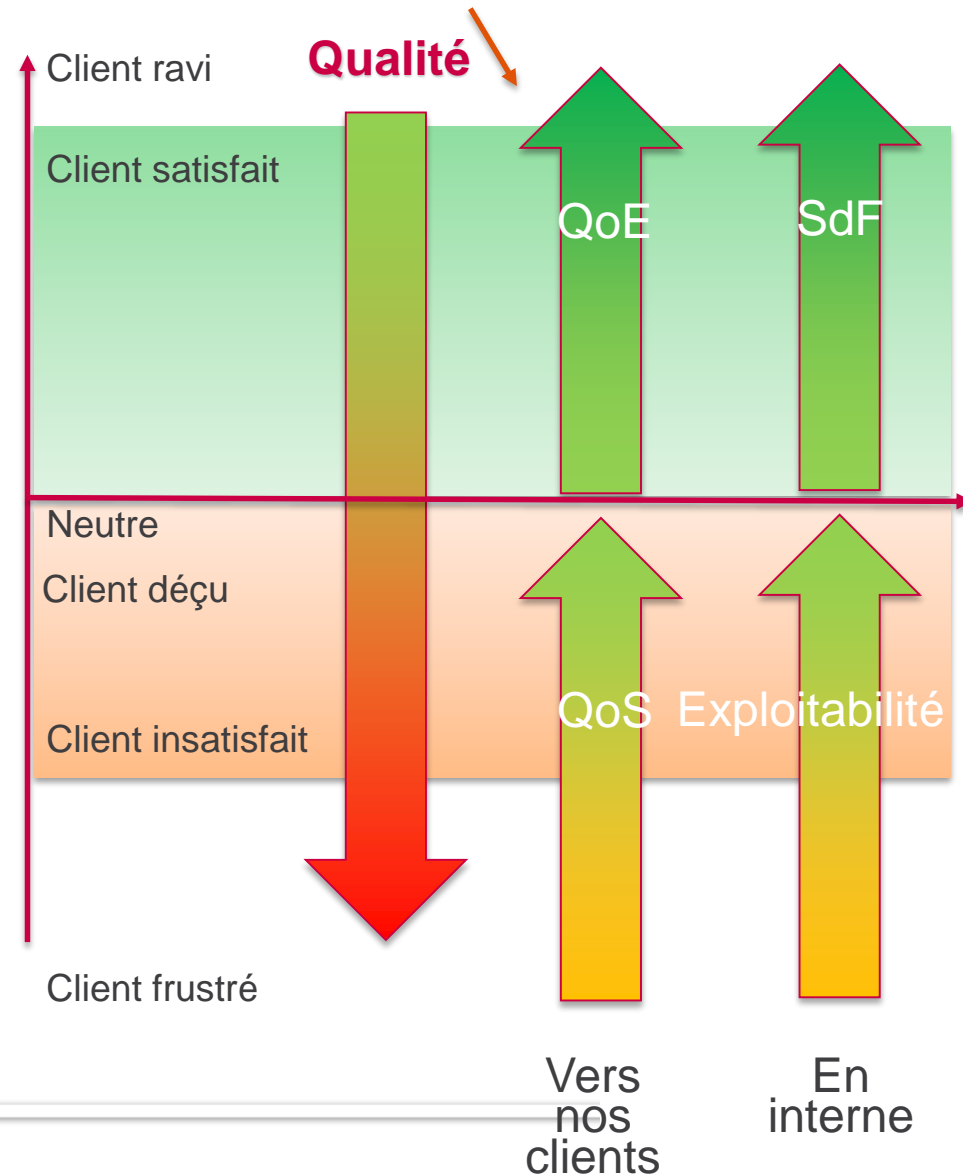 Qualité
Client ravi
Client satisfait
QoE
SdF
Neutre
Client déçu
QoS
Exploitabilité
Client insatisfait
Client frustré
Vers
nos
clients
En
interne